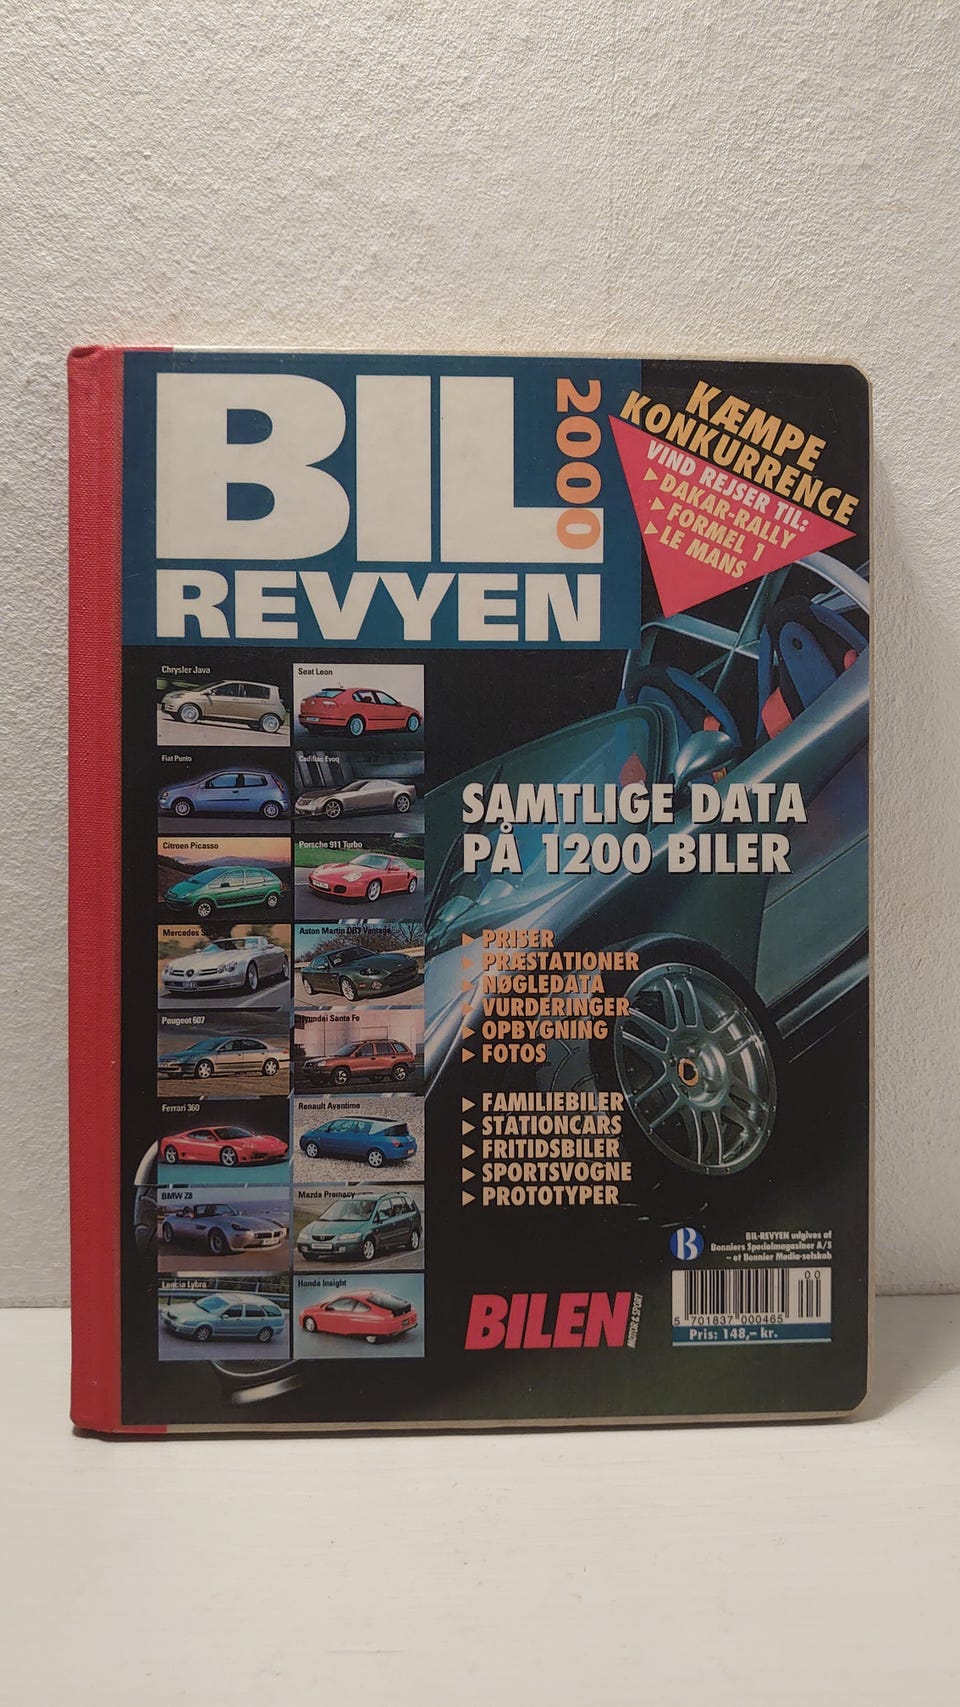 BIL
2000
REVYEN
KÆMPE
KONKURRENCE
VIND REJSER TIL:
DAKAR-RALLY
FORMEL 1
LE MANS
Chrysler Java
Seat Leon
Fiat Punto
Cadillac Evoq
Citroen Picasso
Porsche 911 Turbo
Mercedes
Aston Martin DB7 Vantage
Peugeot 607
Hyundai Santa Fe
Ferrari 360
Renault Avantime
BMW Z8
Mazda Premacy
Lancia Lybra
Honda Insight
SAMTLIGE DATA
PÅ 1200 BILER
PRISER
PRÆSTATIONER
NØGLEDATA
VURDERINGER
OPBYGNING
FOTOS
FAMILIEBILER
STATIONCARS
FRITIDSBILER
SPORTSVOGNE
PROTOTYPER
B
BIL-REVYEN udgives af
Bonniers Specialmagasiner A/S
– et Bonnier Media-selskab
BILEN
MOTOR & SPORT
00
5 701837 000465
Pris: 148,- kr.